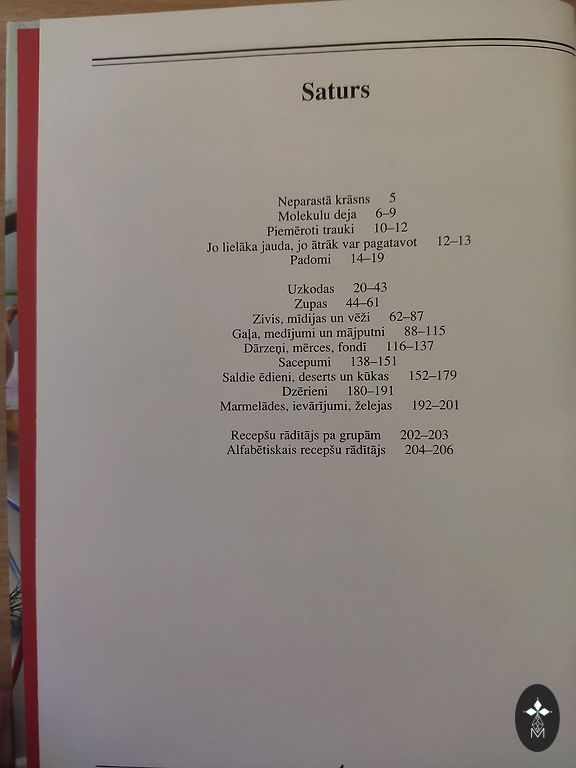 Saturs
Neparastā krāsns 5
Molekulu deja 6–9
Piemēroti trauki 10–12
Jo lielāka jauda, jo ātrāk var pagatavot 12–13
Padomi 14–19
Uzkodas 20–43
Zupas 44–61
Zivis, mīdijas un vēži 62–87
Gaļa, medījumi un mājputni 88–115
Dārzeņi, mērces, fondi 116–137
Sacepumi 138–151
Saldie ēdieni, deserts un kūkas 152–179
Dzērieni 180–191
Marmelādes, ievārījumi, želejas 192–201
Recepšu rādītājs pa grupām 202–203
Alfabētiskais recepšu rādītājs 204–206
M